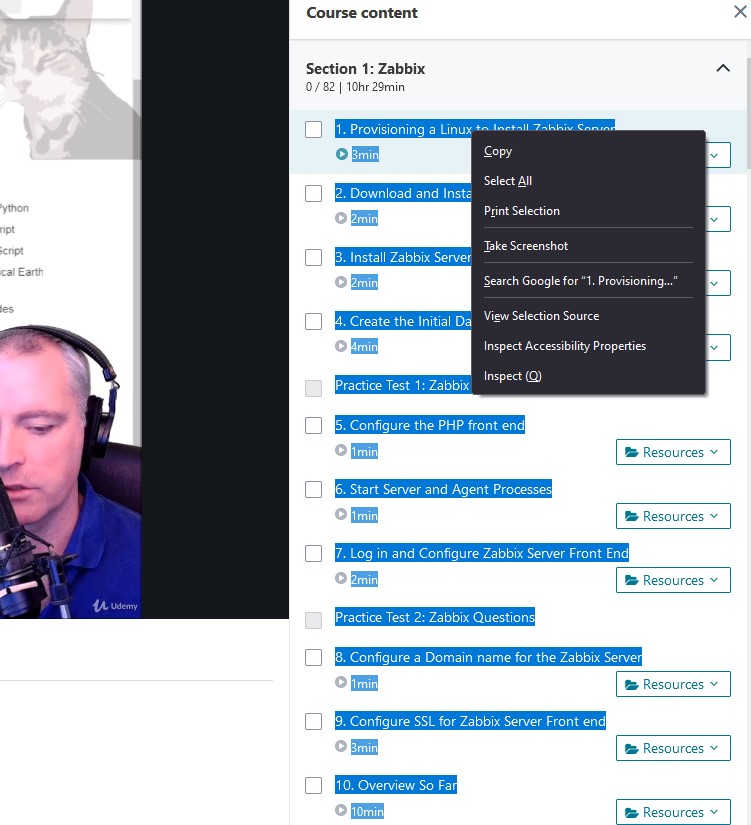 Course content
Section 1: Zabbix
0 / 82 | 10hr 29min
1. Provisioning a Linux to Install Zabbix Server
3min
2. Download and Insta
2min
3. Install Zabbix Server
2min
4. Create the Initial Da
4min
Practice Test 1: Zabbix
5. Configure the PHP front end
1min
Resources
6. Start Server and Agent Processes
1min
Resources
7. Log in and Configure Zabbix Server Front End
2min
Resources
Practice Test 2: Zabbix Questions
8. Configure a Domain name for the Zabbix Server
1min
Resources
9. Configure SSL for Zabbix Server Front end
3min
Resources
10. Overview So Far
10min
Resources
Copy
Select All
Print Selection
Take Screenshot
Search Google for “1. Provisioning...”
View Selection Source
Inspect Accessibility Properties
Inspect (Q)
ython
ript
Script
ical Earth
des
Udemy